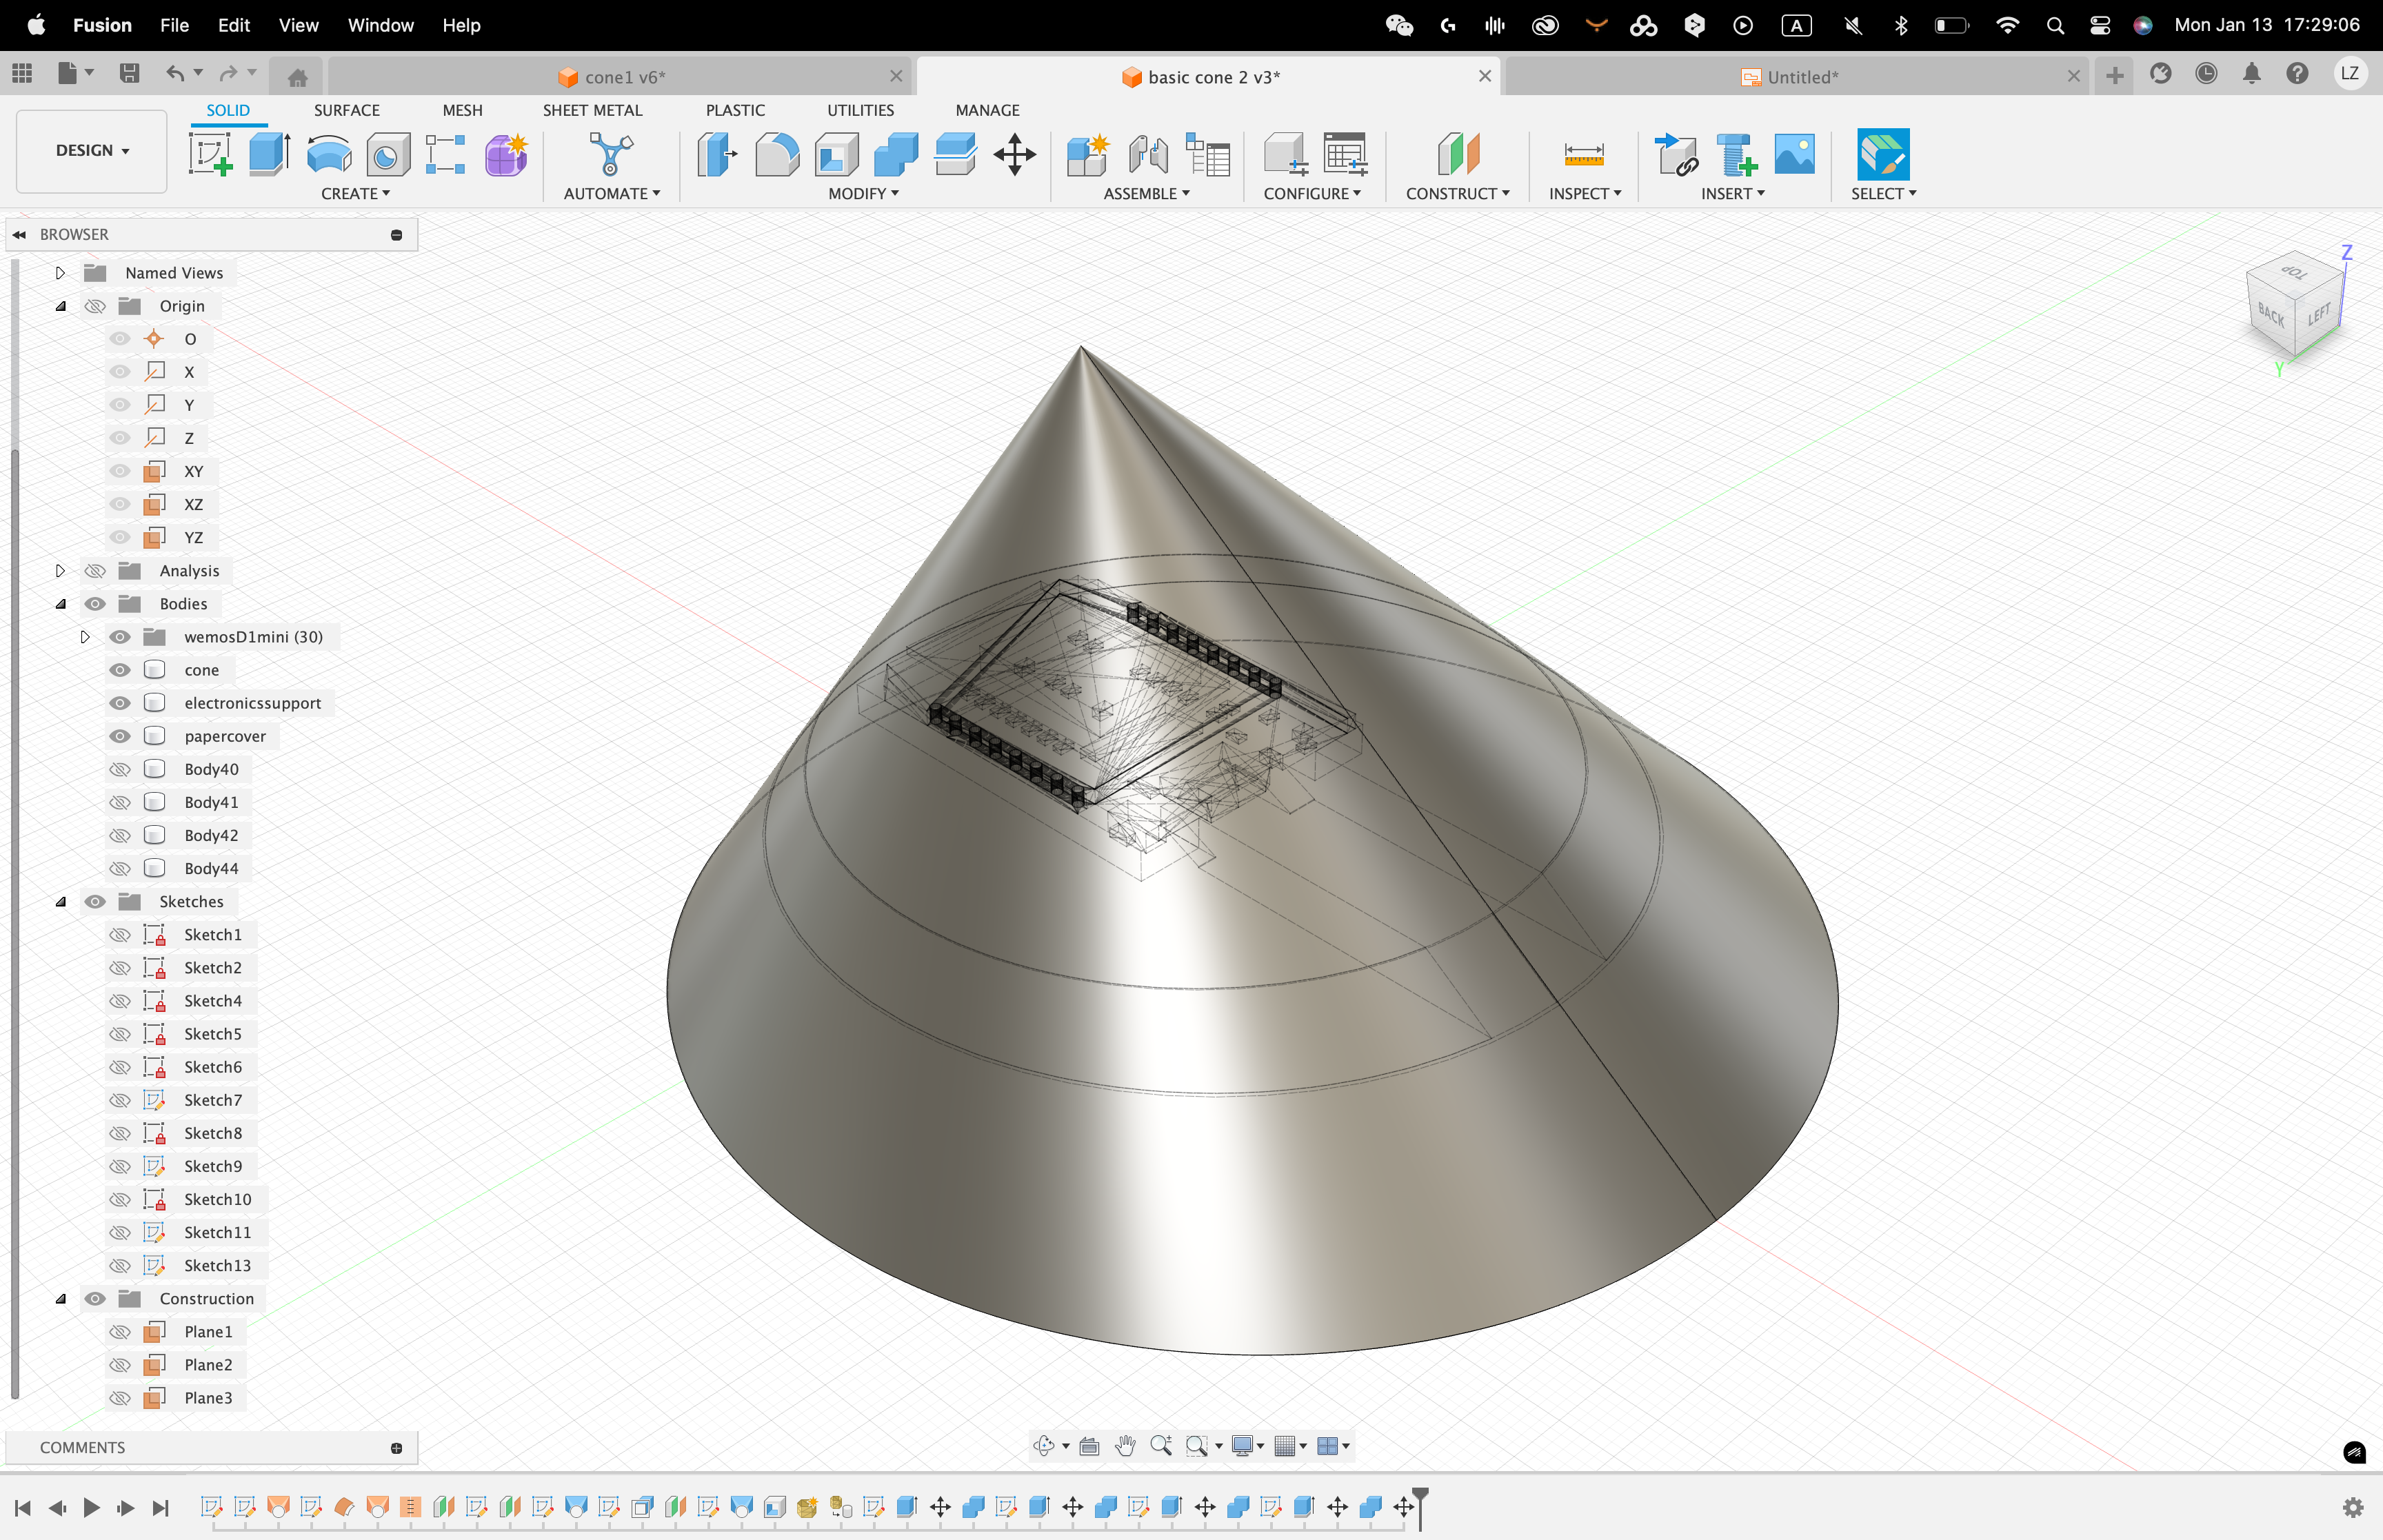 Fusion File Edit View Window Help A Mon Jan 13 17:29:06
cone1 v6* basic cone 2 v3* Untitled* LZ
SOLID SURFACE MESH SHEET METAL PLASTIC UTILITIES MANAGE
DESIGN
CREATE AUTOMATE MODIFY ASSEMBLE CONFIGURE CONSTRUCT INSPECT INSERT SELECT
BROWSER
Named Views
Origin
O
X
Y
Z
XY
XZ
YZ
Analysis
Bodies
wemosD1mini (30)
cone
electronicssupport
papercover
Body40
Body41
Body42
Body44
Sketches
Sketch1
Sketch2
Sketch4
Sketch5
Sketch6
Sketch7
Sketch8
Sketch9
Sketch10
Sketch11
Sketch13
Construction
Plane1
Plane2
Plane3
Z
TOP
BACK LEFT
Y
COMMENTS